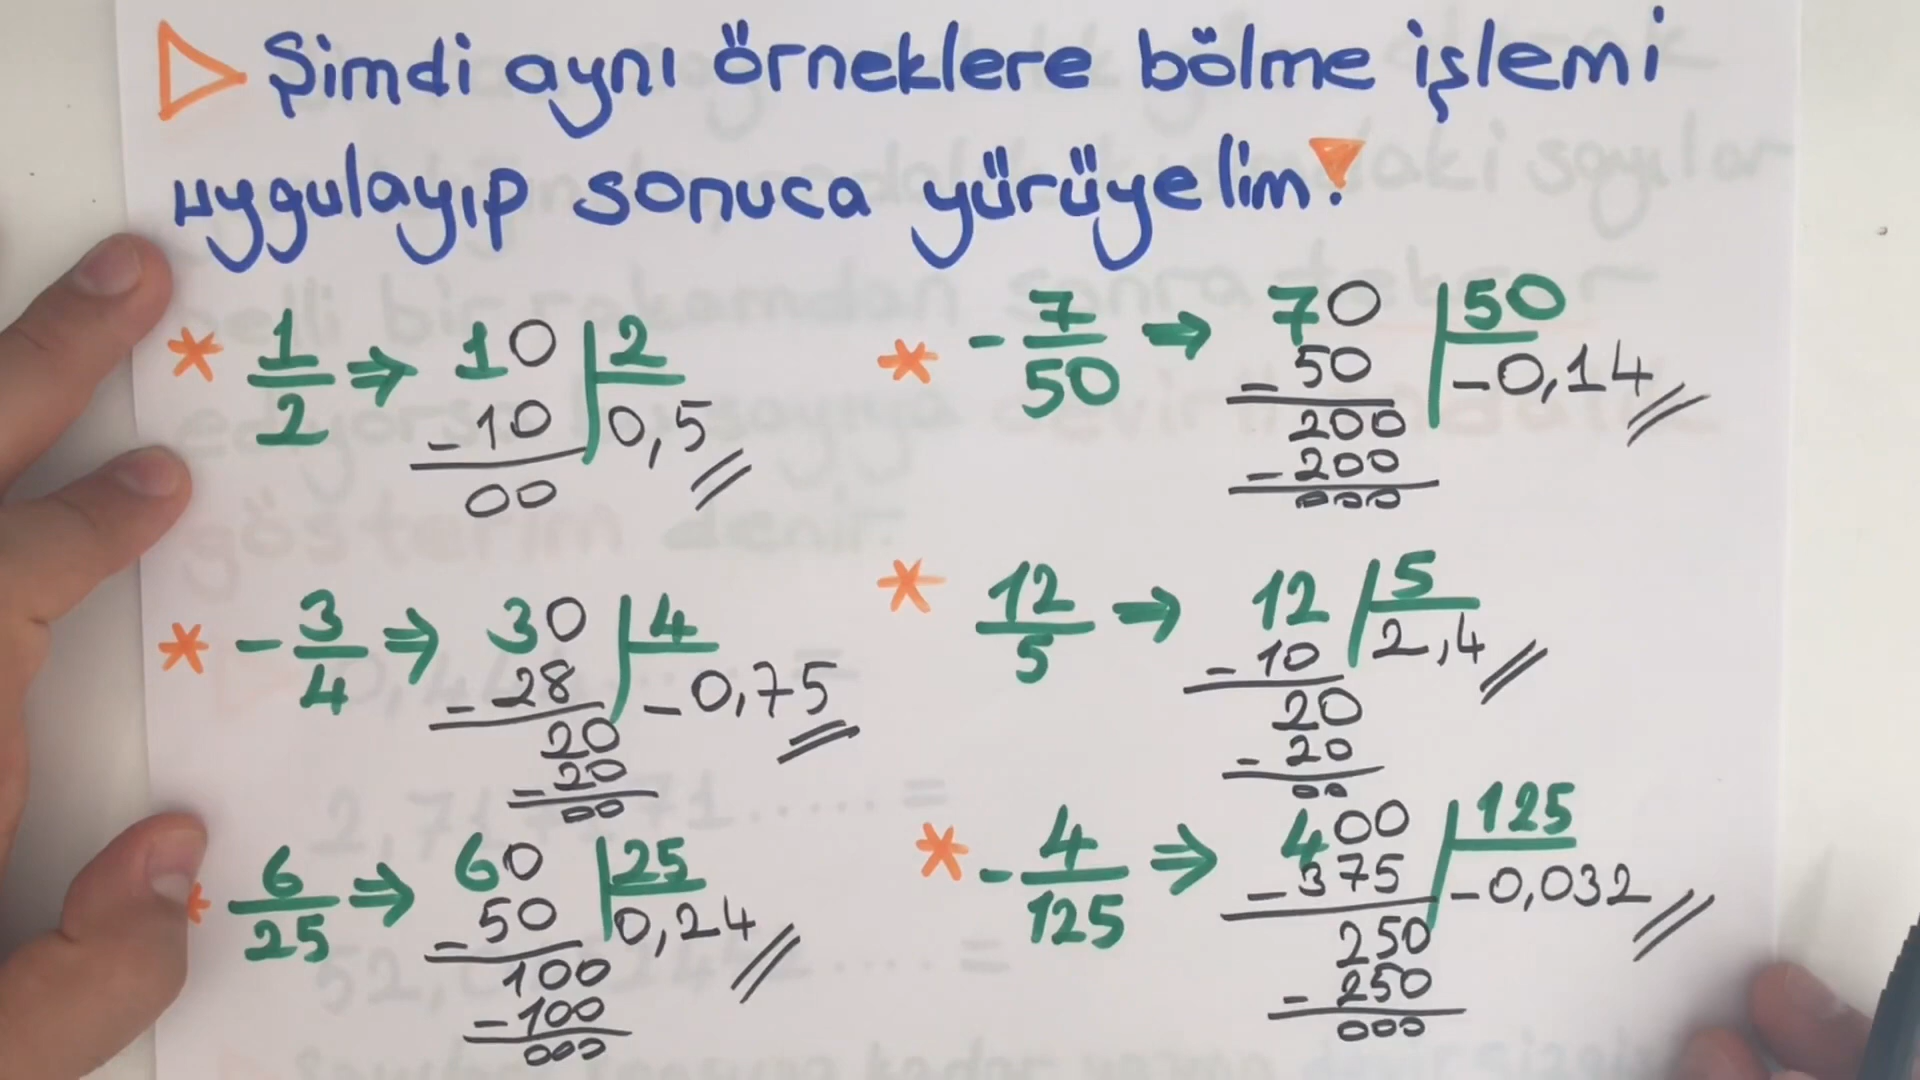 Şimdi aynı örneklere bölme işlemi
uygulayıp sonuca yürüyelim!
* 1/2 ⇒ 10 | 2
- 10 | 0,5
00
* - 3/4 ⇒ 30 | 4
- 28 | - 0,75
20
- 20
00
* 6/25 ⇒ 60 | 25
- 50 | 0,24
100
- 100
000
* - 7/50 ⇒ 70 | 50
- 50 | - 0,14
200
- 200
000
* 12/5 ⇒ 12 | 5
- 10 | 2,4
20
- 20
00
* - 4/125 ⇒ 400 | 125
- 375 | - 0,032
250
- 250
000